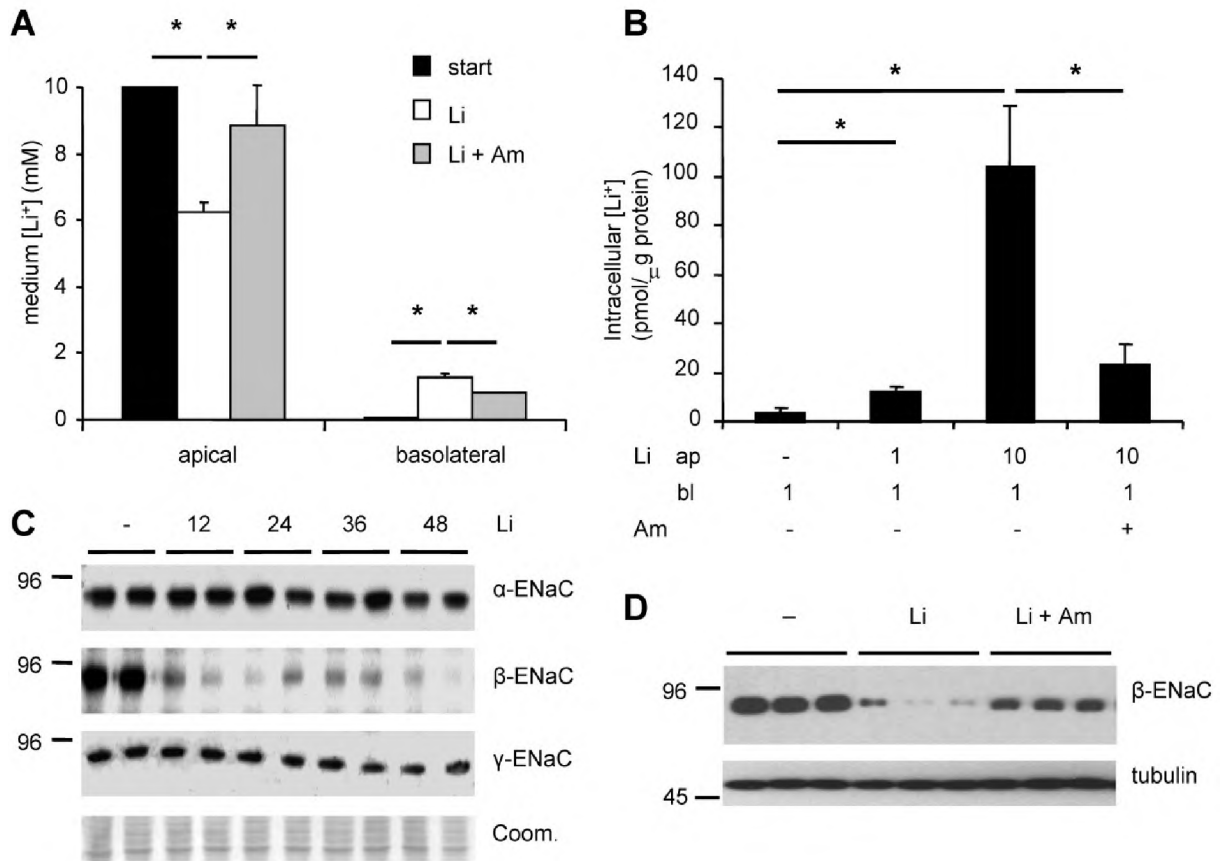 A
* *
10
8
6
4
2
0
medium [Li+] (mM)
start
Li
Li + Am
* *
apical
basolateral
B
140
120
100
80
60
40
20
0
Intracellular [Li+]
(pmol/_g protein)
μ
* *
*
Li ap - 1 10 10
bl 1 1 1 1
Am - - - +
C
- 12 24 36 48 Li
96
α-ENaC
96
β-ENaC
96
γ-ENaC
Coom.
D
– Li Li + Am
96
β-ENaC
45
tubulin